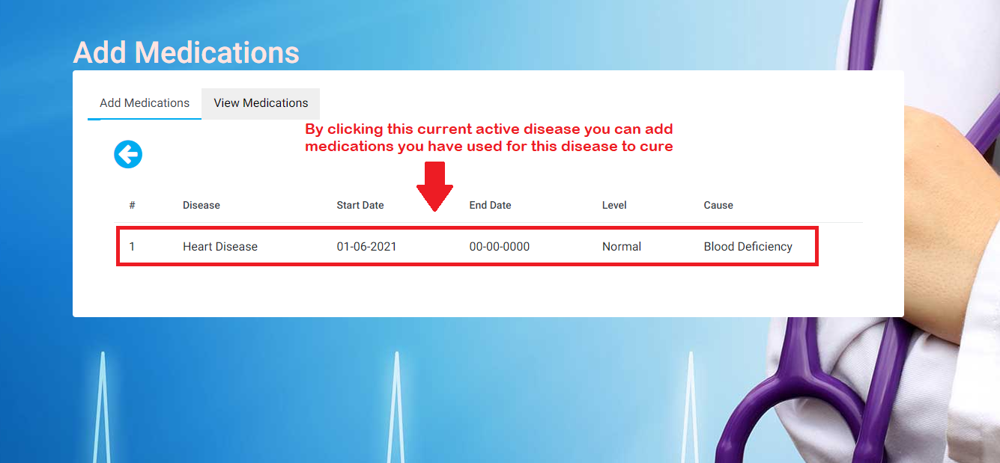 Add Medications
Add Medications View Medications
By clicking this current active disease you can add
medications you have used for this disease to cure
# Disease Start Date End Date Level Cause
1 Heart Disease 01-06-2021 00-00-0000 Normal Blood Deficiency